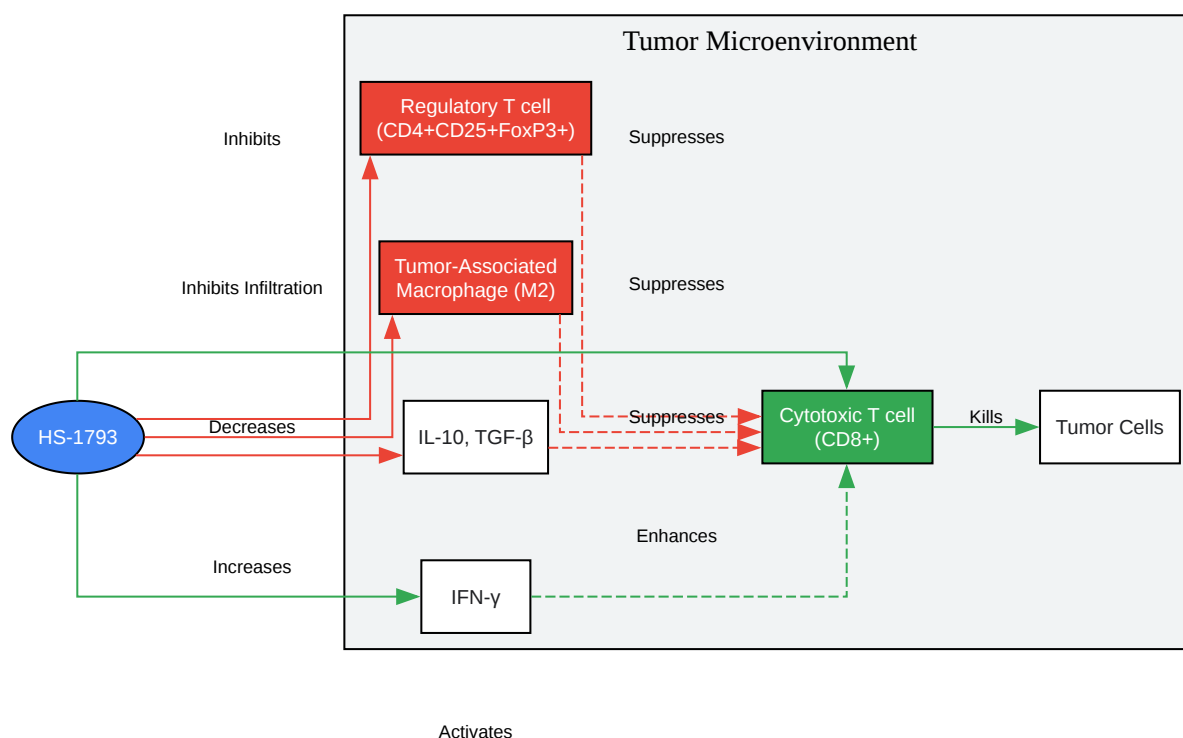 Tumor Microenvironment
Regulatory T cell
(CD4+CD25+FoxP3+)
Inhibits
Suppresses
Tumor-Associated
Macrophage (M2)
Inhibits Infiltration
Suppresses
HS-1793
Decreases
IL-10, TGF-β
Suppresses
Cytotoxic T cell
(CD8+)
Kills
Tumor Cells
Enhances
Increases
IFN-γ
Activates